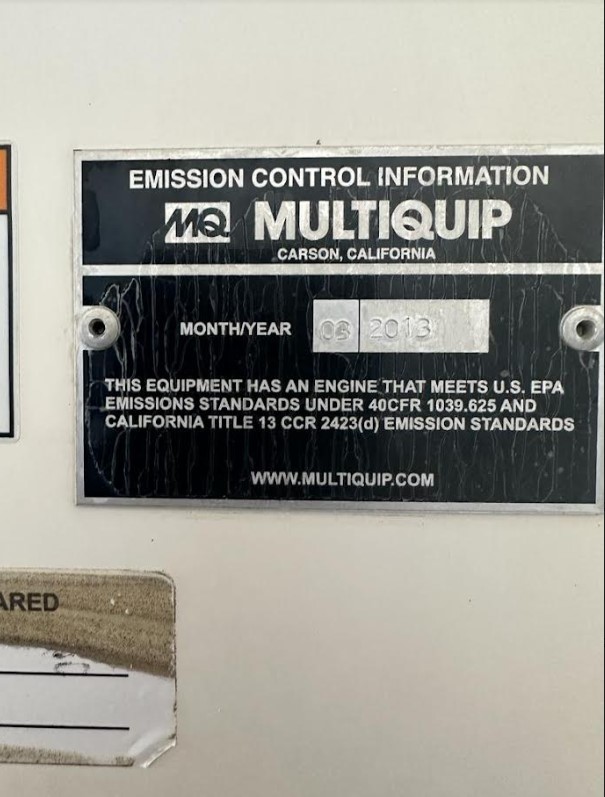 EMISSION CONTROL INFORMATION
MQ MULTIQUIP
CARSON, CALIFORNIA
MONTH/YEAR 03 2013
THIS EQUIPMENT HAS AN ENGINE THAT MEETS U.S. EPA
EMISSIONS STANDARDS UNDER 40CFR 1039.625 AND
CALIFORNIA TITLE 13 CCR 2423(d) EMISSION STANDARDS
WWW.MULTIQUIP.COM
ARED